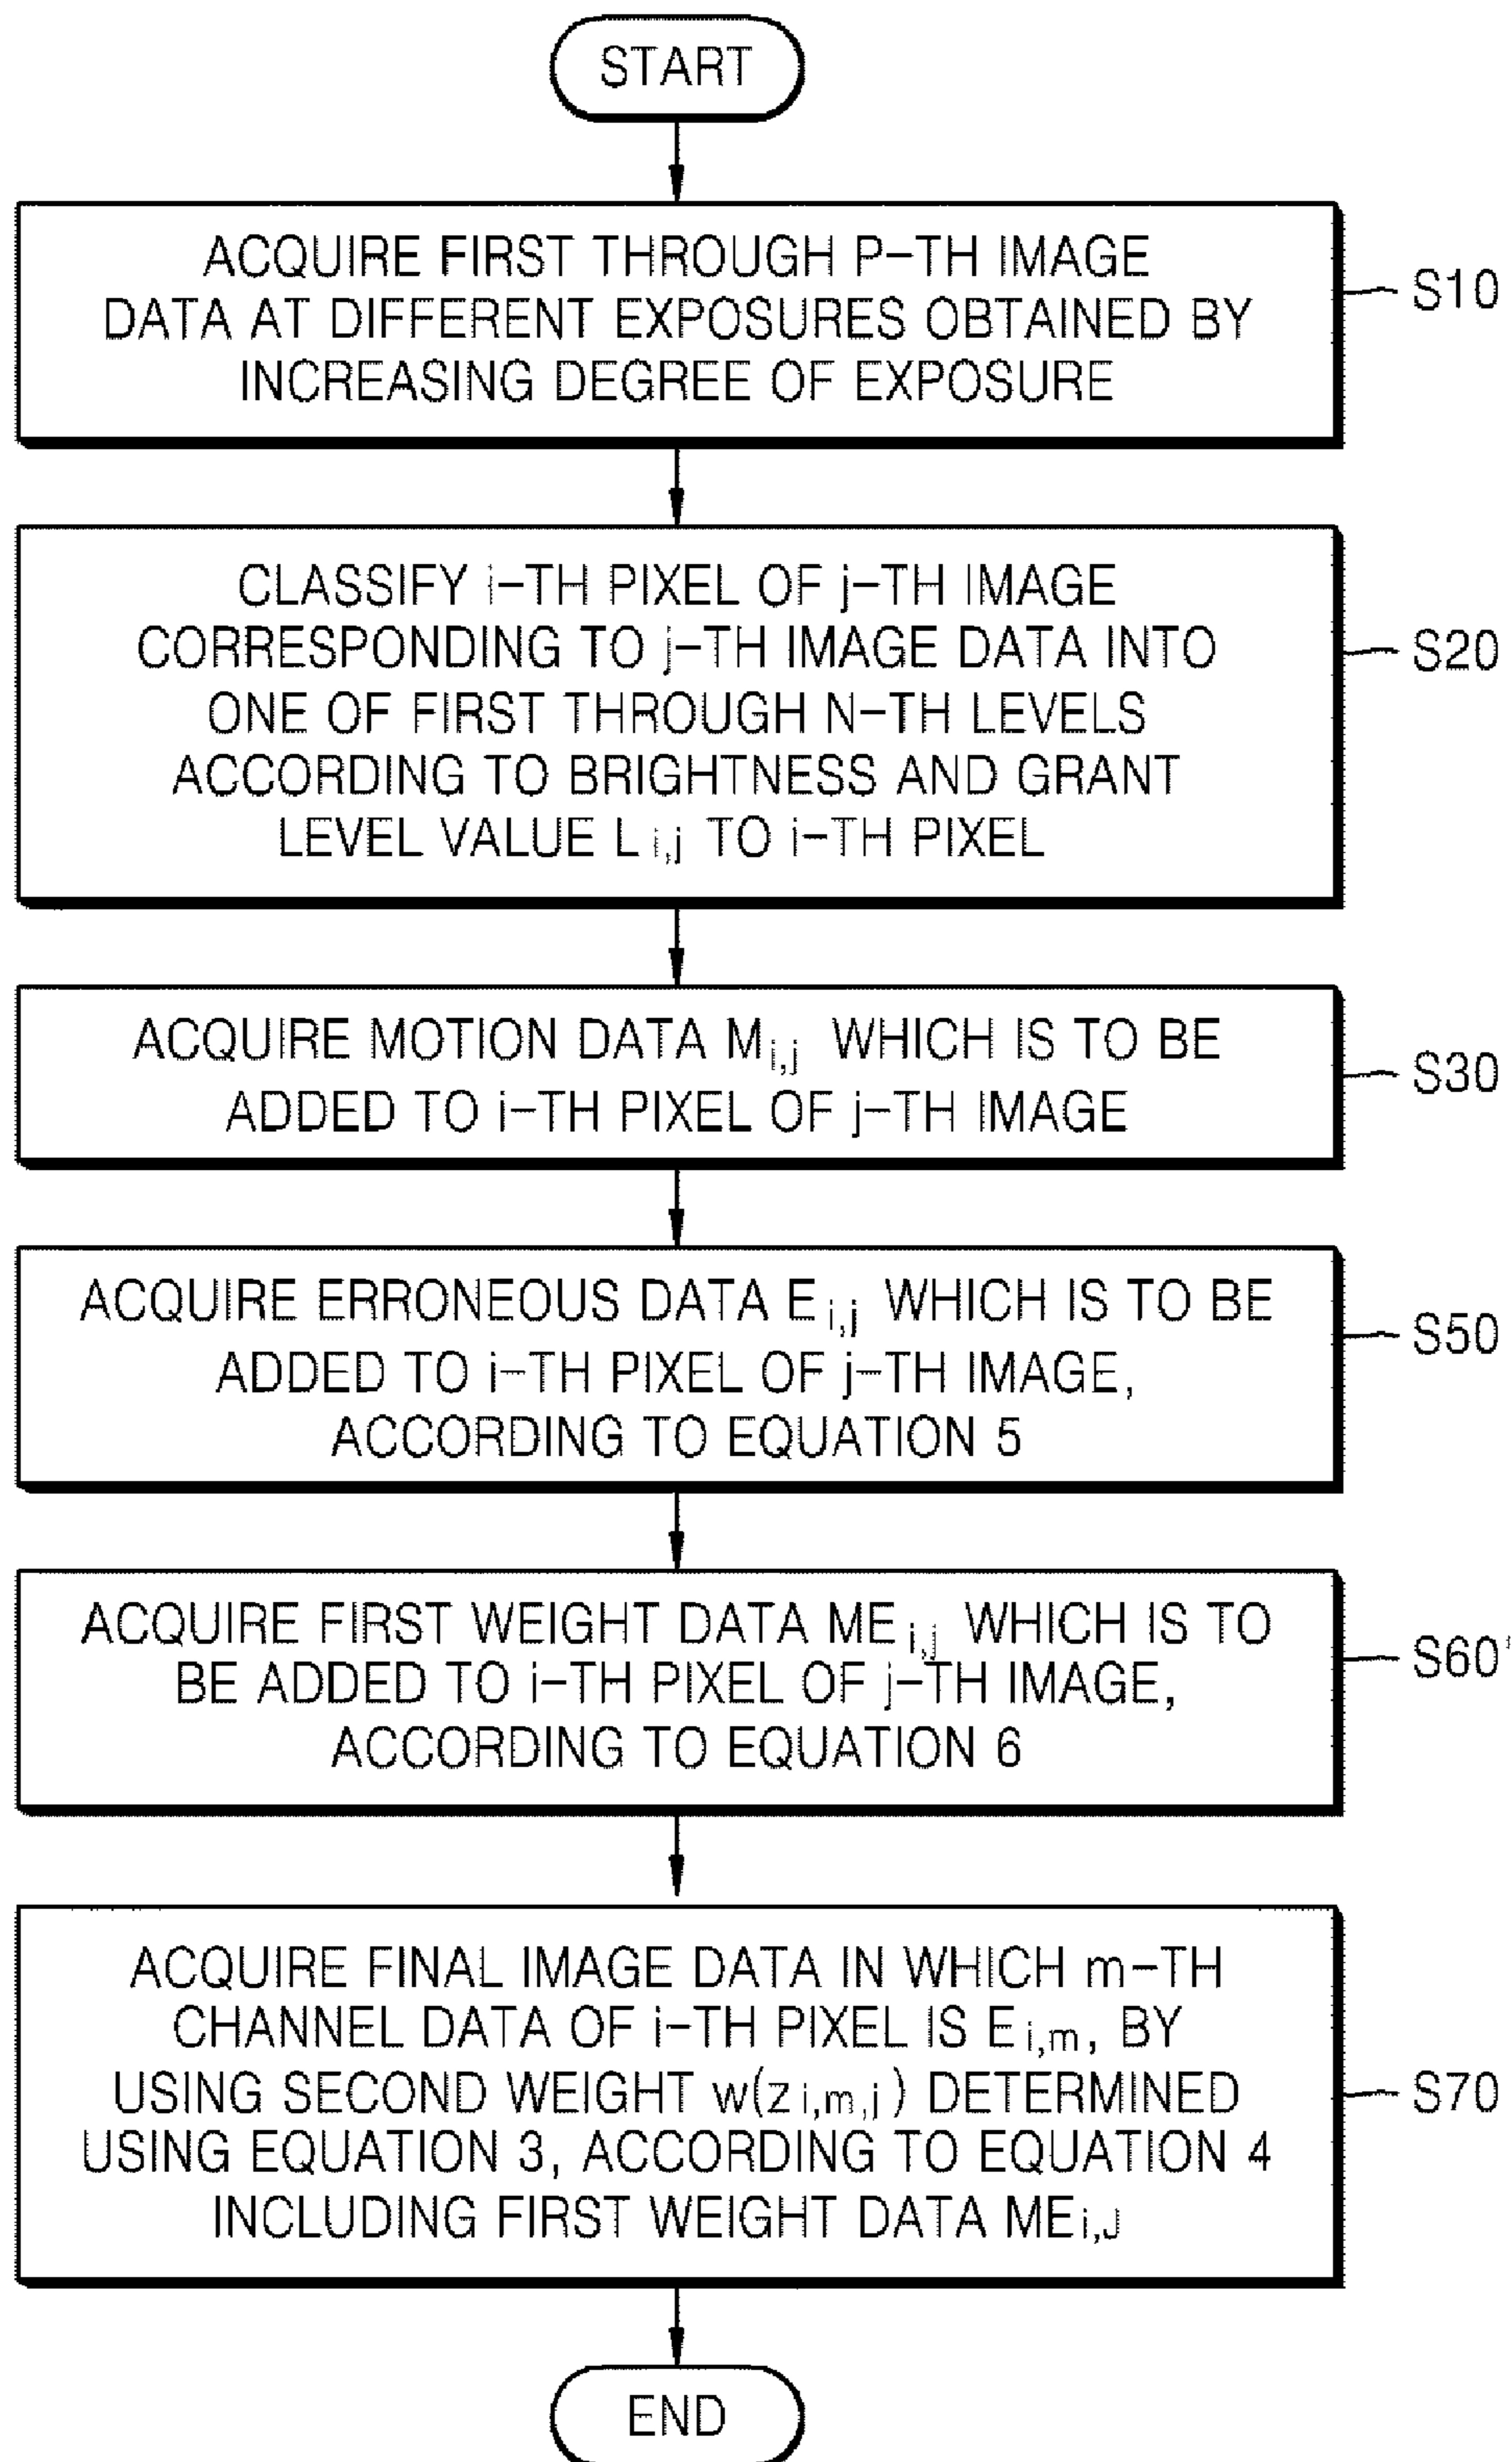 START
ACQUIRE FIRST THROUGH P-TH IMAGE
DATA AT DIFFERENT EXPOSURES OBTAINED BY
INCREASING DEGREE OF EXPOSURE
S10
CLASSIFY i-TH PIXEL OF j-TH IMAGE
CORRESPONDING TO j-TH IMAGE DATA INTO
ONE OF FIRST THROUGH N-TH LEVELS
ACCORDING TO BRIGHTNESS AND GRANT
LEVEL VALUE L i,j TO i-TH PIXEL
S20
ACQUIRE MOTION DATA M i,j WHICH IS TO BE
ADDED TO i-TH PIXEL OF j-TH IMAGE
S30
ACQUIRE ERRONEOUS DATA E i,j WHICH IS TO BE
ADDED TO i-TH PIXEL OF j-TH IMAGE,
ACCORDING TO EQUATION 5
S50
ACQUIRE FIRST WEIGHT DATA ME i,j WHICH IS TO
BE ADDED TO i-TH PIXEL OF j-TH IMAGE,
ACCORDING TO EQUATION 6
S60'
ACQUIRE FINAL IMAGE DATA IN WHICH m-TH
CHANNEL DATA OF i-TH PIXEL IS E i,m, BY
USING SECOND WEIGHT w(z i,m,j) DETERMINED
USING EQUATION 3, ACCORDING TO EQUATION 4
INCLUDING FIRST WEIGHT DATA ME i,J
S70
END